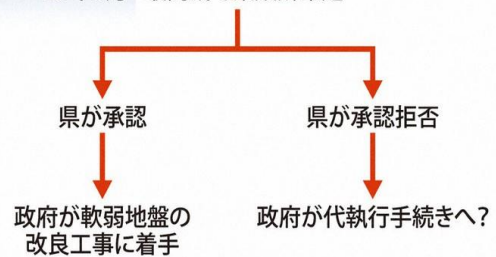 県が承認
県が承認拒否
政府が軟弱地盤の
改良工事に着手
政府が代執行手続きへ?